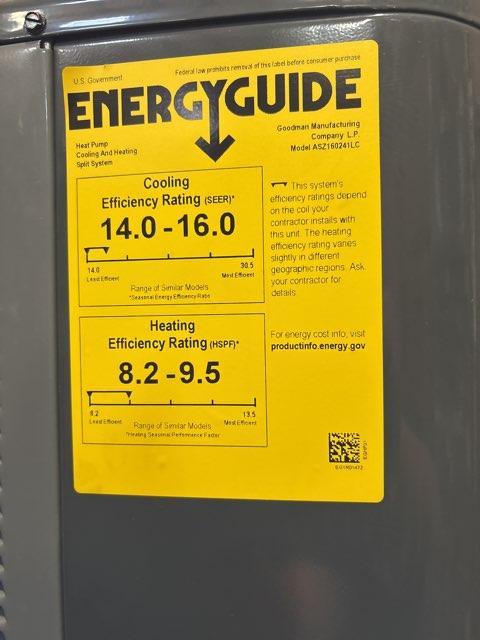 U.S. Government
Federal law prohibits removal of this label before consumer purchase.
ENERGYGUIDE
Heat Pump
Cooling And Heating
Split System
Goodman Manufacturing
Company L.P.
Model ASZ160241LC
Cooling
Efficiency Rating (SEER)*
14.0 - 16.0
14.0
30.5
Least Efficient
Most Efficient
Range of Similar Models
*Seasonal Energy Efficiency Ratio
Heating
Efficiency Rating (HSPF)*
8.2 - 9.5
8.2
13.5
Least Efficient
Most Efficient
Range of Similar Models
*Heating Seasonal Performance Factor
This system's
efficiency ratings depend
on the coil your
contractor installs with
this unit. The heating
efficiency rating varies
slightly in different
geographic regions. Ask
your contractor for
details.
For energy cost info, visit
productinfo.energy.gov